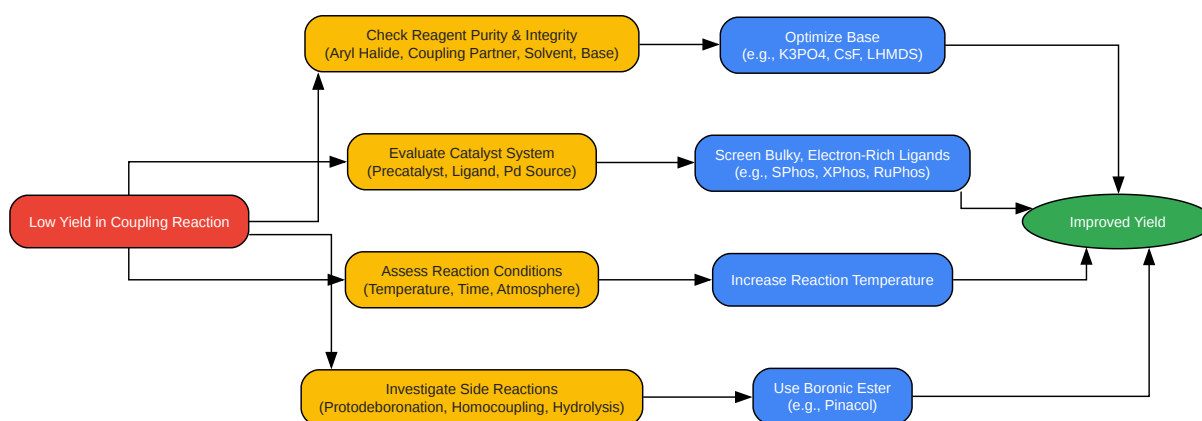 Check Reagent Purity & Integrity
(Aryl Halide, Coupling Partner, Solvent, Base)
Optimize Base
(e.g., K3PO4, CsF, LHMDS)
Evaluate Catalyst System
(Precatalyst, Ligand, Pd Source)
Screen Bulky, Electron-Rich Ligands
(e.g., SPhos, XPhos, RuPhos)
Low Yield in Coupling Reaction
Improved Yield
Assess Reaction Conditions
(Temperature, Time, Atmosphere)
Increase Reaction Temperature
Investigate Side Reactions
(Protodeboronation, Homocoupling, Hydrolysis)
Use Boronic Ester
(e.g., Pinacol)